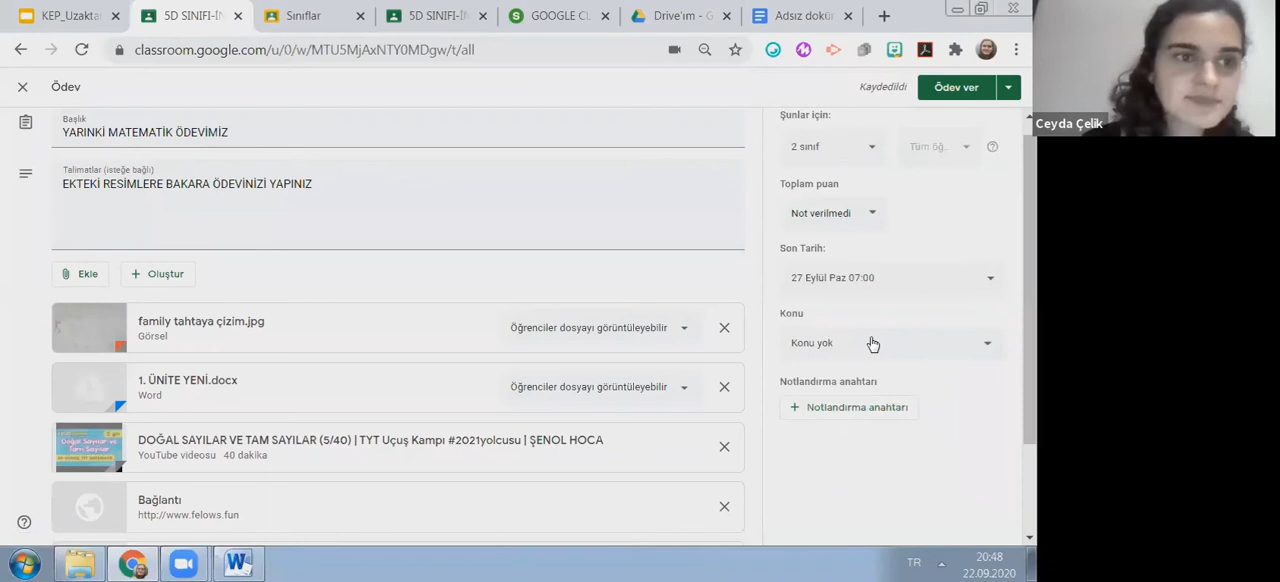 KEP_Uzakta
5D SINIFI-İN
Sınıflar
5D SINIFI-İN
GOOGLE CL
Drive'ım - G
Adsız dokür
classroom.google.com/u/0/w/MTU5MjAxNTY0MDgw/t/all
Ödev
Kaydedildi
Ödev ver
Ceyda Çelik
Başlık
YARINKİ MATEMATİK ÖDEVİMİZ
Talimatlar (isteğe bağlı)
EKTEKİ RESİMLERE BAKARA ÖDEVİNİZİ YAPINIZ
Ekle
Oluştur
family tahtaya çizim.jpg
Görsel
Öğrenciler dosyayı görüntüleyebilir
1. ÜNİTE YENİ.docx
Word
Öğrenciler dosyayı görüntüleyebilir
DOĞAL SAYILAR VE TAM SAYILAR (5/40) | TYT Uçuş Kampı #2021yolcusu | ŞENOL HOCA
YouTube videosu 40 dakika
Bağlantı
http://www.felows.fun
Şunlar için:
2 sınıf
Tüm öğ...
Toplam puan
Not verilmedi
Son Tarih:
27 Eylül Paz 07:00
Konu
Konu yok
Notlandırma anahtarı
+ Notlandırma anahtarı
TR
20:48
22.09.2020